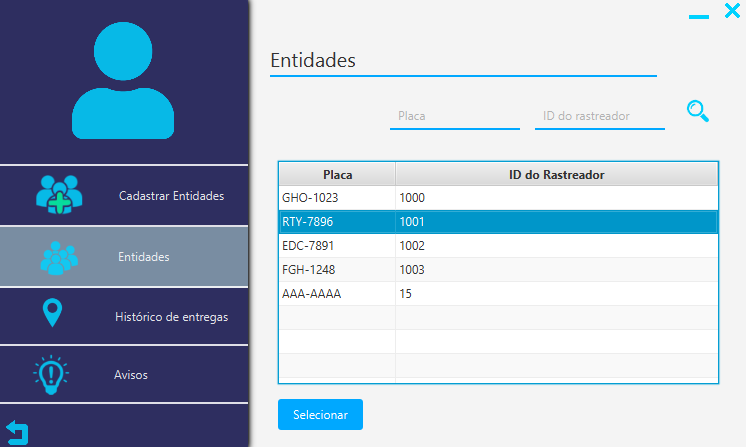 Entidades
Placa
ID do rastreador
Placa ID do Rastreador
GHO-1023 1000
RTY-7896 1001
EDC-7891 1002
FGH-1248 1003
AAA-AAAA 15
Selecionar
Cadastrar Entidades
Entidades
Histórico de entregas
Avisos